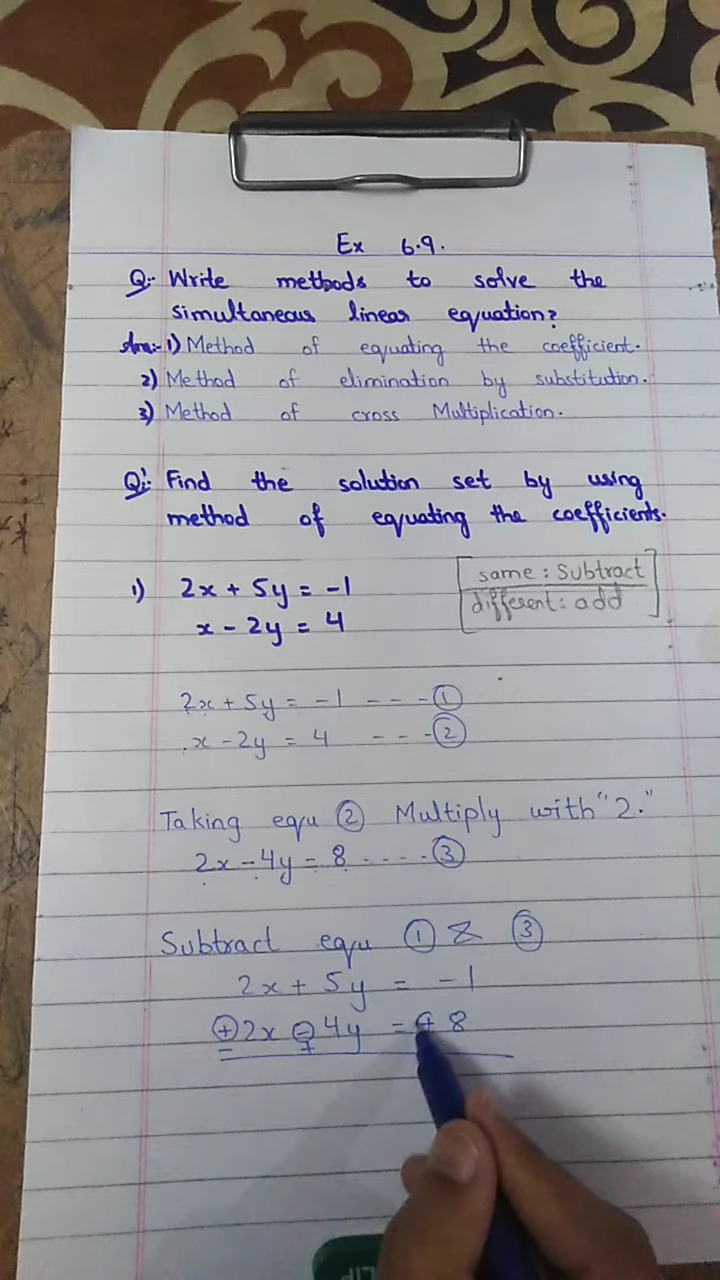 Ex 6.9.
Q:- Write methods to solve the
simultaneous linear equation?
Ans:- 1) Method of equating the coefficient.
2) Method of elimination by substitution.
3) Method of cross Multiplication.
Q1: Find the solution set by using
method of equating the coefficients.
same : Subtract
different : add
1) 2x + 5y = -1
x - 2y = 4
2x + 5y = -1 --- ①
x - 2y = 4 --- ②
Taking equ ② Multiply with "2."
2x - 4y = 8 ---- ③
Subtract equ ① & ③
2x + 5y = -1
⊕2x ⊖4y = ⊕8